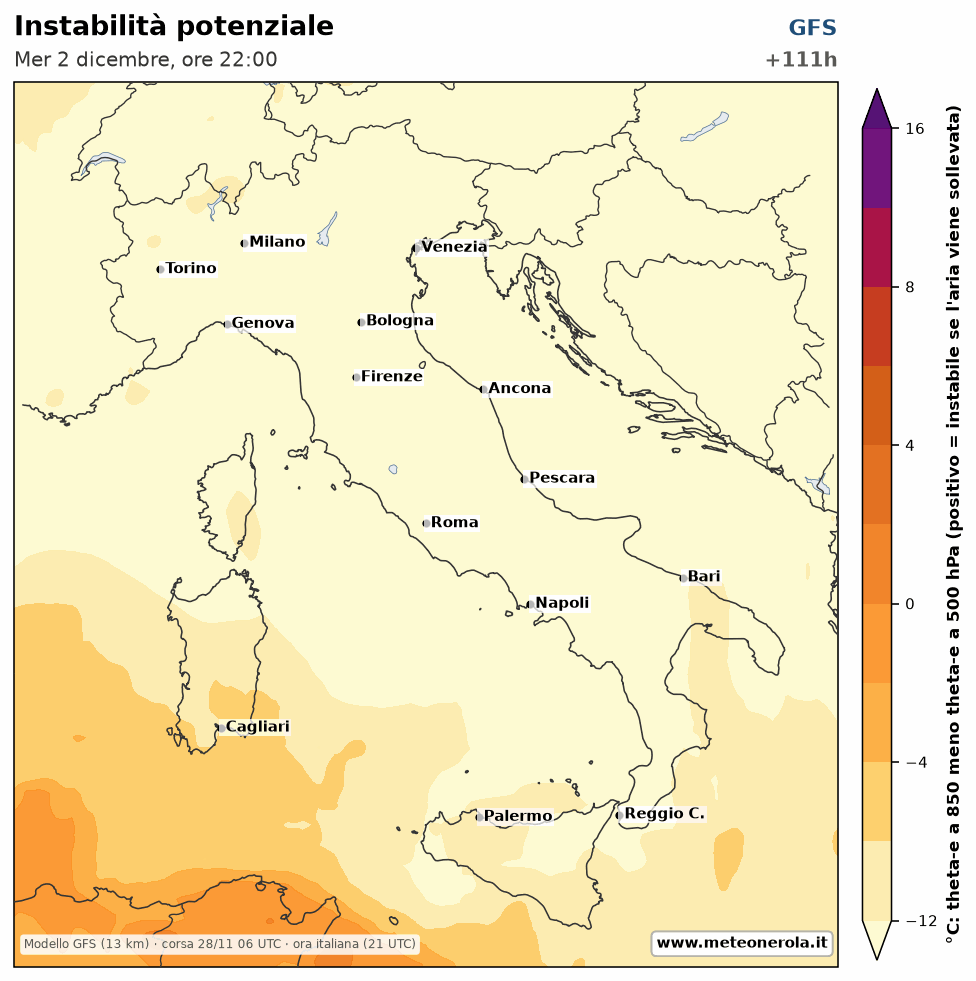 Instabilità potenziale
GFS
Mer 2 dicembre, ore 22:00
+111h
16
8
4
0
−4
−12
°C: theta-e a 850 meno theta-e a 500 hPa (positivo = instabile se l'aria viene sollevata)
Milano
Venezia
Torino
Genova
Bologna
Firenze
Ancona
Pescara
Roma
Bari
Napoli
Cagliari
Palermo
Reggio C.
Modello GFS (13 km) · corsa 28/11 06 UTC · ora italiana (21 UTC)
www.meteonerola.it